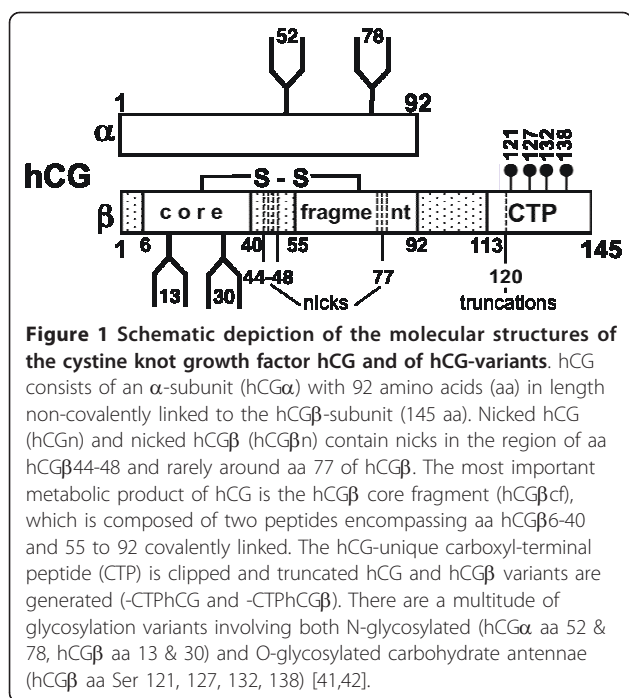 52 78
1 92
α
hCG
S - S
121 127 132 138
β core fragme nt CTP
1 6 40 55 92 113 145
44-48 77 120
13 30 nicks truncations
Figure 1 Schematic depiction of the molecular structures of
the cystine knot growth factor hCG and of hCG-variants. hCG
consists of an α-subunit (hCGα) with 92 amino acids (aa) in length
non-covalently linked to the hCGβ-subunit (145 aa). Nicked hCG
(hCGn) and nicked hCGβ (hCGβn) contain nicks in the region of aa
hCGβ44-48 and rarely around aa 77 of hCGβ. The most important
metabolic product of hCG is the hCGβ core fragment (hCGβcf),
which is composed of two peptides encompassing aa hCGβ6-40
and 55 to 92 covalently linked. The hCG-unique carboxyl-terminal
peptide (CTP) is clipped and truncated hCG and hCGβ variants are
generated (-CTPhCG and -CTPhCGβ). There are a multitude of
glycosylation variants involving both N-glycosylated (hCGα aa 52 &
78, hCGβ aa 13 & 30) and O-glycosylated carbohydrate antennae
(hCGβ aa Ser 121, 127, 132, 138) [41,42].